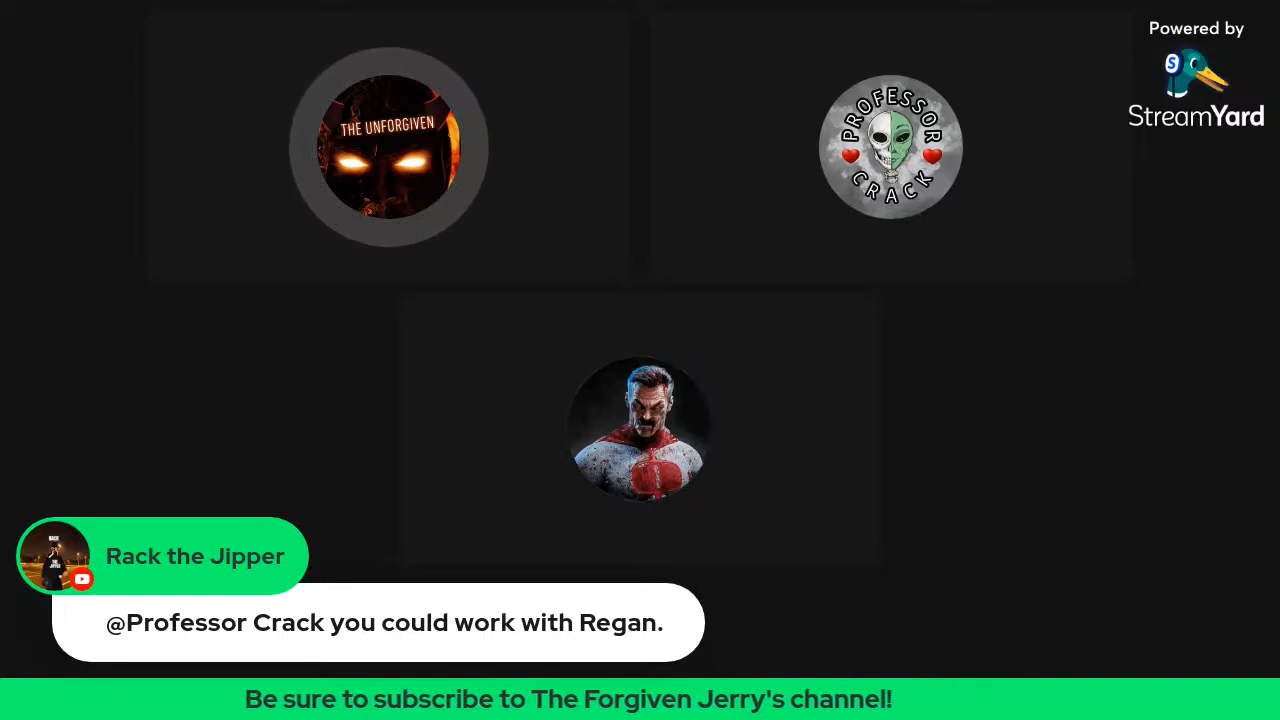 Powered by
S
StreamYard
THE UNFORGIVEN
PROFESSOR
CRACK
Rack the Jipper
@Professor Crack you could work with Regan.
Be sure to subscribe to The Forgiven Jerry's channel!